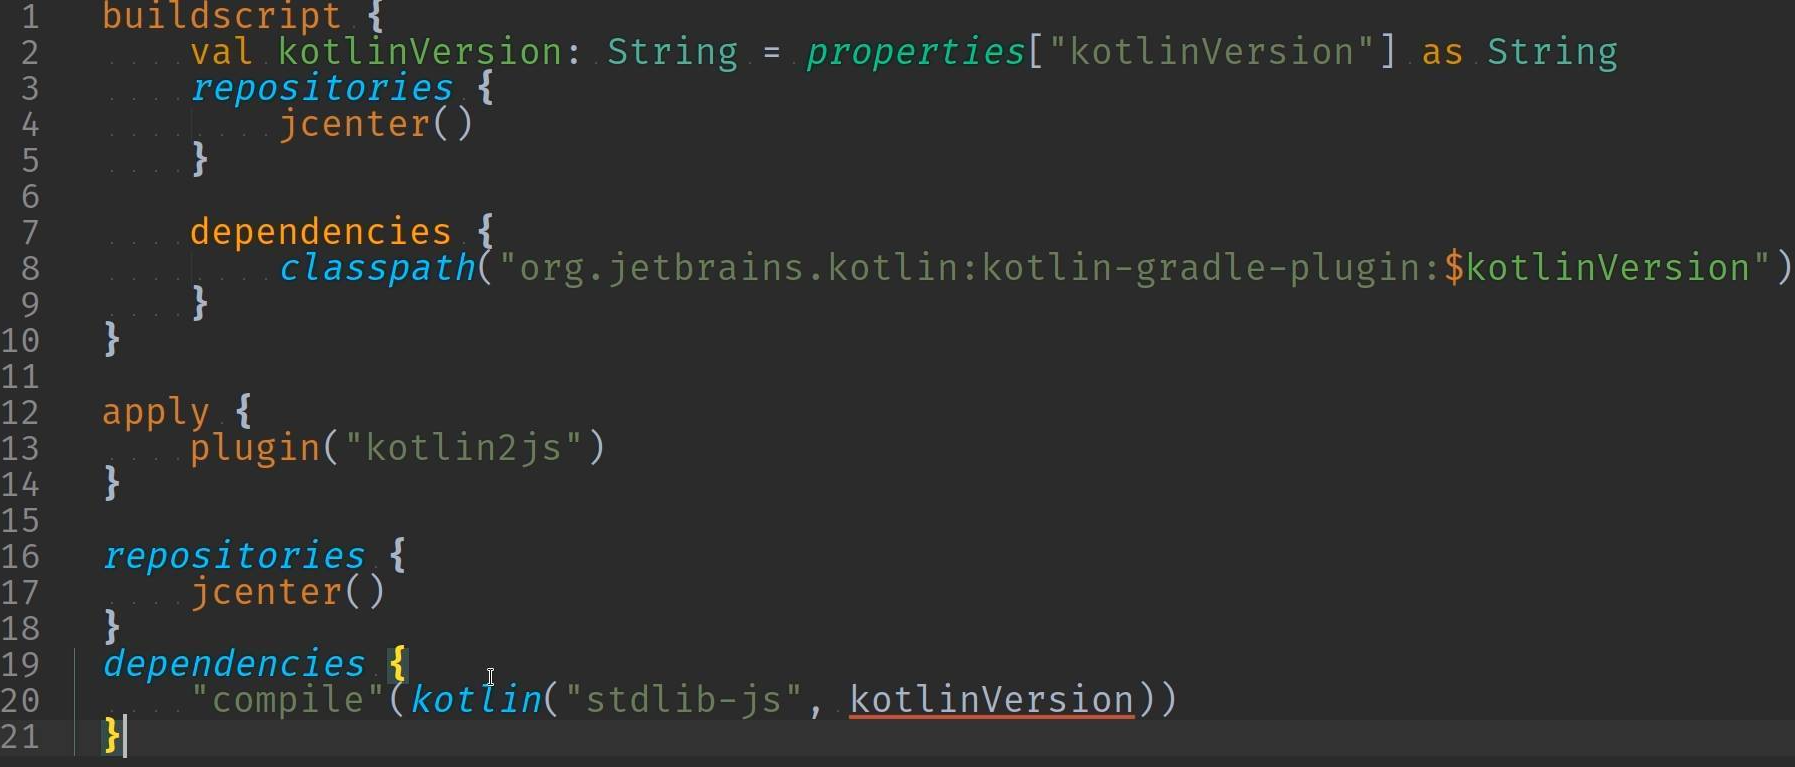 1 buildscript {
2 val kotlinVersion: String = properties["kotlinVersion"] as String
3 repositories {
4 jcenter()
5 }
6
7 dependencies {
8 classpath("org.jetbrains.kotlin:kotlin-gradle-plugin:$kotlinVersion")
9 }
10 }
11
12 apply {
13 plugin("kotlin2js")
14 }
15
16 repositories {
17 jcenter()
18 }
19 dependencies {
20 "compile"(kotlin("stdlib-js", kotlinVersion))
21 }